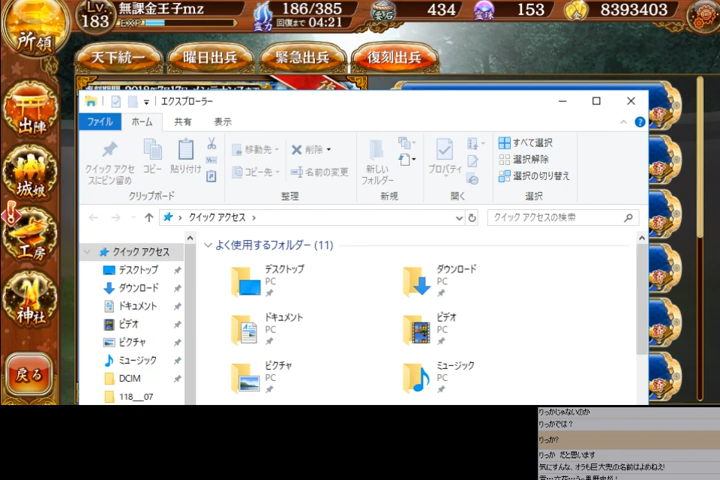 Lv.
183
無課金王子mz
EXP
霊力
186/385
回復まで04:21
霊石
434
霊珠
153
金
8393403
所領
天下統一
曜日出兵
緊急出兵
復刻出兵
出陣
城娘
工房
神社
戻る
エクスプローラー
ファイル
ホーム
共有
表示
クイック アクセスにピン留め
コピー
貼り付け
クリップボード
移動先
コピー先
削除
名前の変更
整理
新しいフォルダー
新規
プロパティ
開く
すべて選択
選択解除
選択の切り替え
選択
クイック アクセス
クイック アクセスの検索
クイック アクセス
デスクトップ
ダウンロード
ドキュメント
ビデオ
ピクチャ
ミュージック
DCIM
118___07
よく使用するフォルダー (11)
デスクトップ
PC
ダウンロード
PC
ドキュメント
PC
ビデオ
PC
ピクチャ
PC
ミュージック
PC
りっかじゃないのか
りっかでは？
りっか?
りっか だと思います
気にすんな、オラも巨大兜の名前はよめねえ!